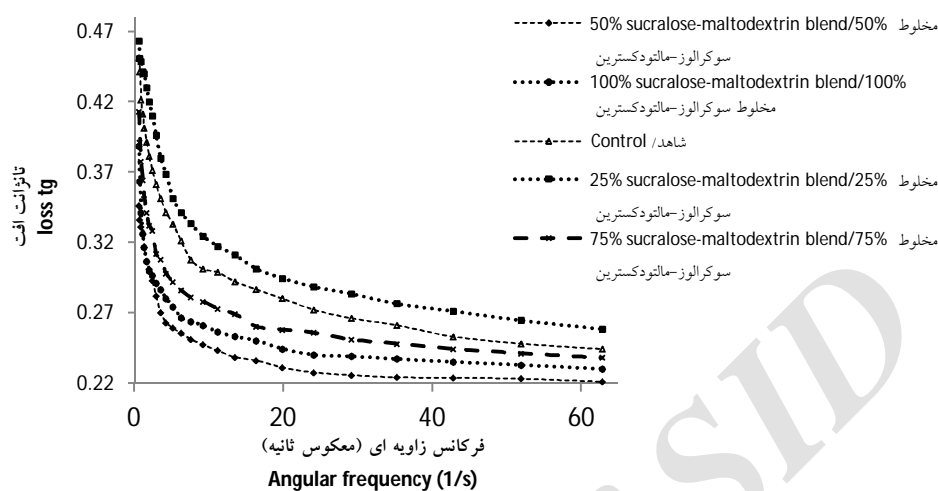 0.47
0.42
0.37
0.32
0.27
0.22
تانژانت افت
loss tg
0
20
40
60
فرکانس زاویه ای (معکوس ثانیه)
Angular frequency (1/s)
50% sucralose-maltodextrin blend/50% مخلوط
سوکرالوز-مالتودکسترین
100% sucralose-maltodextrin blend/100%
مخلوط سوکرالوز-مالتودکسترین
Control /شاهد
25% sucralose-maltodextrin blend/25% مخلوط
سوکرالوز-مالتودکسترین
75% sucralose-maltodextrin blend/75% مخلوط
سوکرالوز-مالتودکسترین
SID